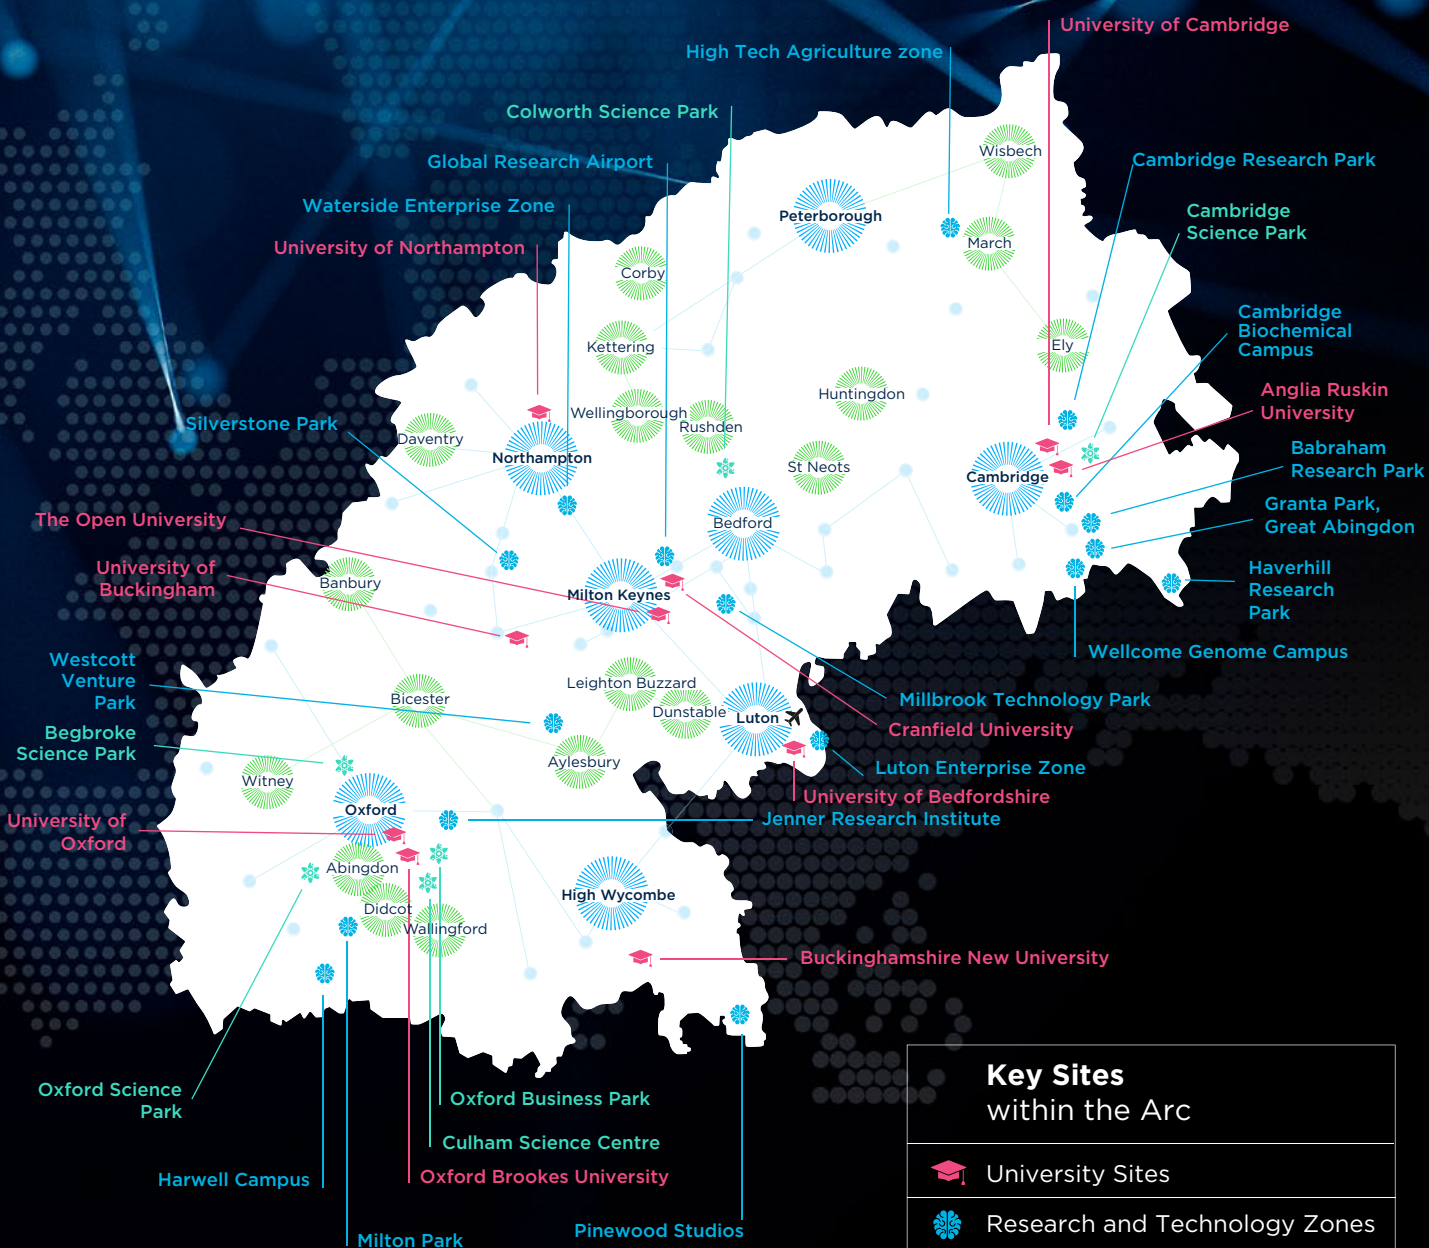 University of Cambridge
High Tech Agriculture zone
Colworth Science Park
Global Research Airport
Waterside Enterprise Zone
University of Northampton
Wisbech
Cambridge Research Park
Peterborough
Cambridge
Science Park
March
Corby
Cambridge
Biochemical
Campus
Kettering
Ely
Huntingdon
Anglia Ruskin
University
Wellingborough
Rushden
Silverstone Park
Daventry
Northampton
St Neots
Cambridge
Babraham
Research Park
Granta Park,
Great Abingdon
The Open University
Bedford
University of
Buckingham
Banbury
Milton Keynes
Haverhill
Research
Park
Wellcome Genome Campus
Westcott
Venture
Park
Bicester
Leighton Buzzard
Dunstable
Luton
Millbrook Technology Park
Cranfield University
Begbroke
Science Park
Witney
Aylesbury
Luton Enterprise Zone
University of Bedfordshire
Oxford
Jenner Research Institute
University of
Oxford
Abingdon
Didcot
Wallingford
High Wycombe
Buckinghamshire New University
Oxford Science
Park
Oxford Business Park
Culham Science Centre
Oxford Brookes University
Harwell Campus
Milton Park
Pinewood Studios
Key Sites
within the Arc
University Sites
Research and Technology Zones